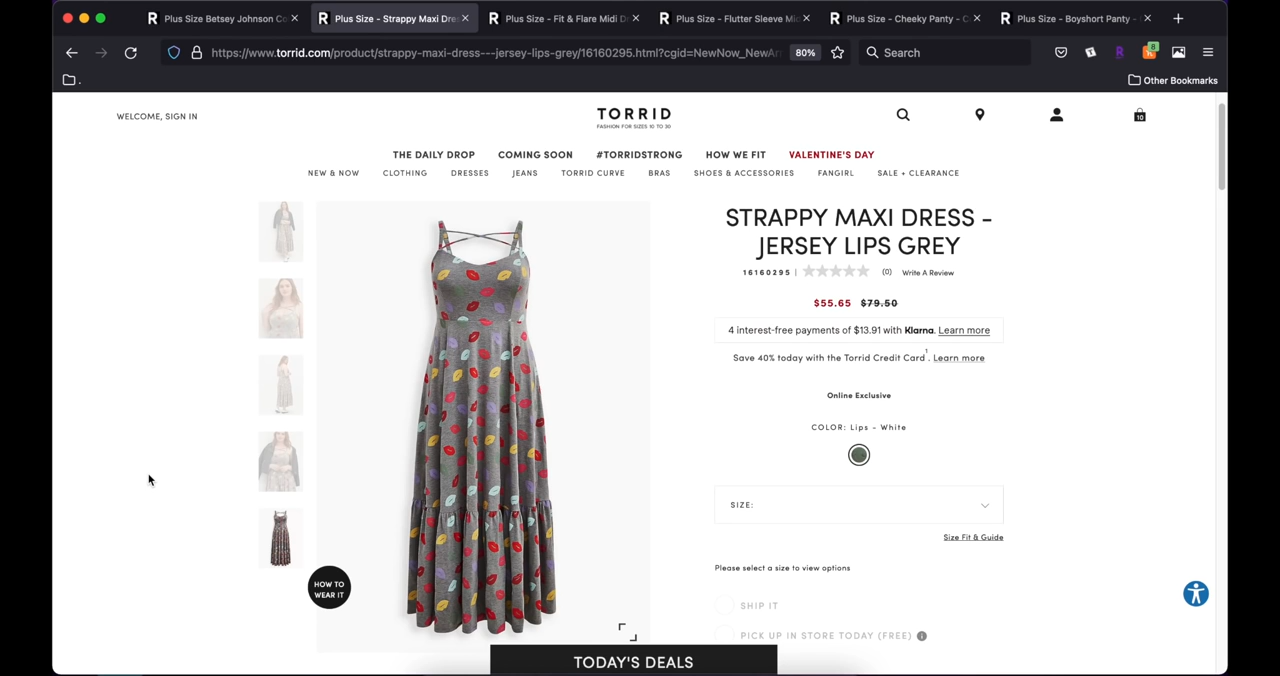 Plus Size Betsey Johnson Co
Plus Size - Strappy Maxi Dre
Plus Size - Fit & Flare Midi D
Plus Size - Flutter Sleeve Mi
Plus Size - Cheeky Panty - C
Plus Size - Boyshort Panty -
https://www.torrid.com/product/strappy-maxi-dress---jersey-lips-grey/16160295.html?cgid=NewNow_NewAr
80%
Search
8
.
Other Bookmarks
WELCOME, SIGN IN
TORRID
FASHION FOR SIZES 10 TO 30
10
THE DAILY DROP COMING SOON #TORRIDSTRONG HOW WE FIT VALENTINE'S DAY
NEW & NOW CLOTHING DRESSES JEANS TORRID CURVE BRAS SHOES & ACCESSORIES FANGIRL SALE + CLEARANCE
STRAPPY MAXI DRESS -
JERSEY LIPS GREY
16160295 | (0) Write A Review
$55.65 $79.50
4 interest-free payments of $13.91 with Klarna. Learn more
Save 40% today with the Torrid Credit Card1. Learn more
Online Exclusive
COLOR: Lips - White
SIZE:
Size Fit & Guide
Please select a size to view options
SHIP IT
PICK UP IN STORE TODAY (FREE)
HOW TO
WEAR IT
TODAY'S DEALS